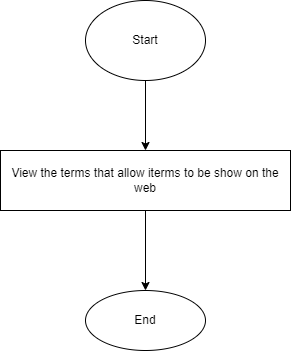 Start
View the terms that allow iterms to be show on the
web
End